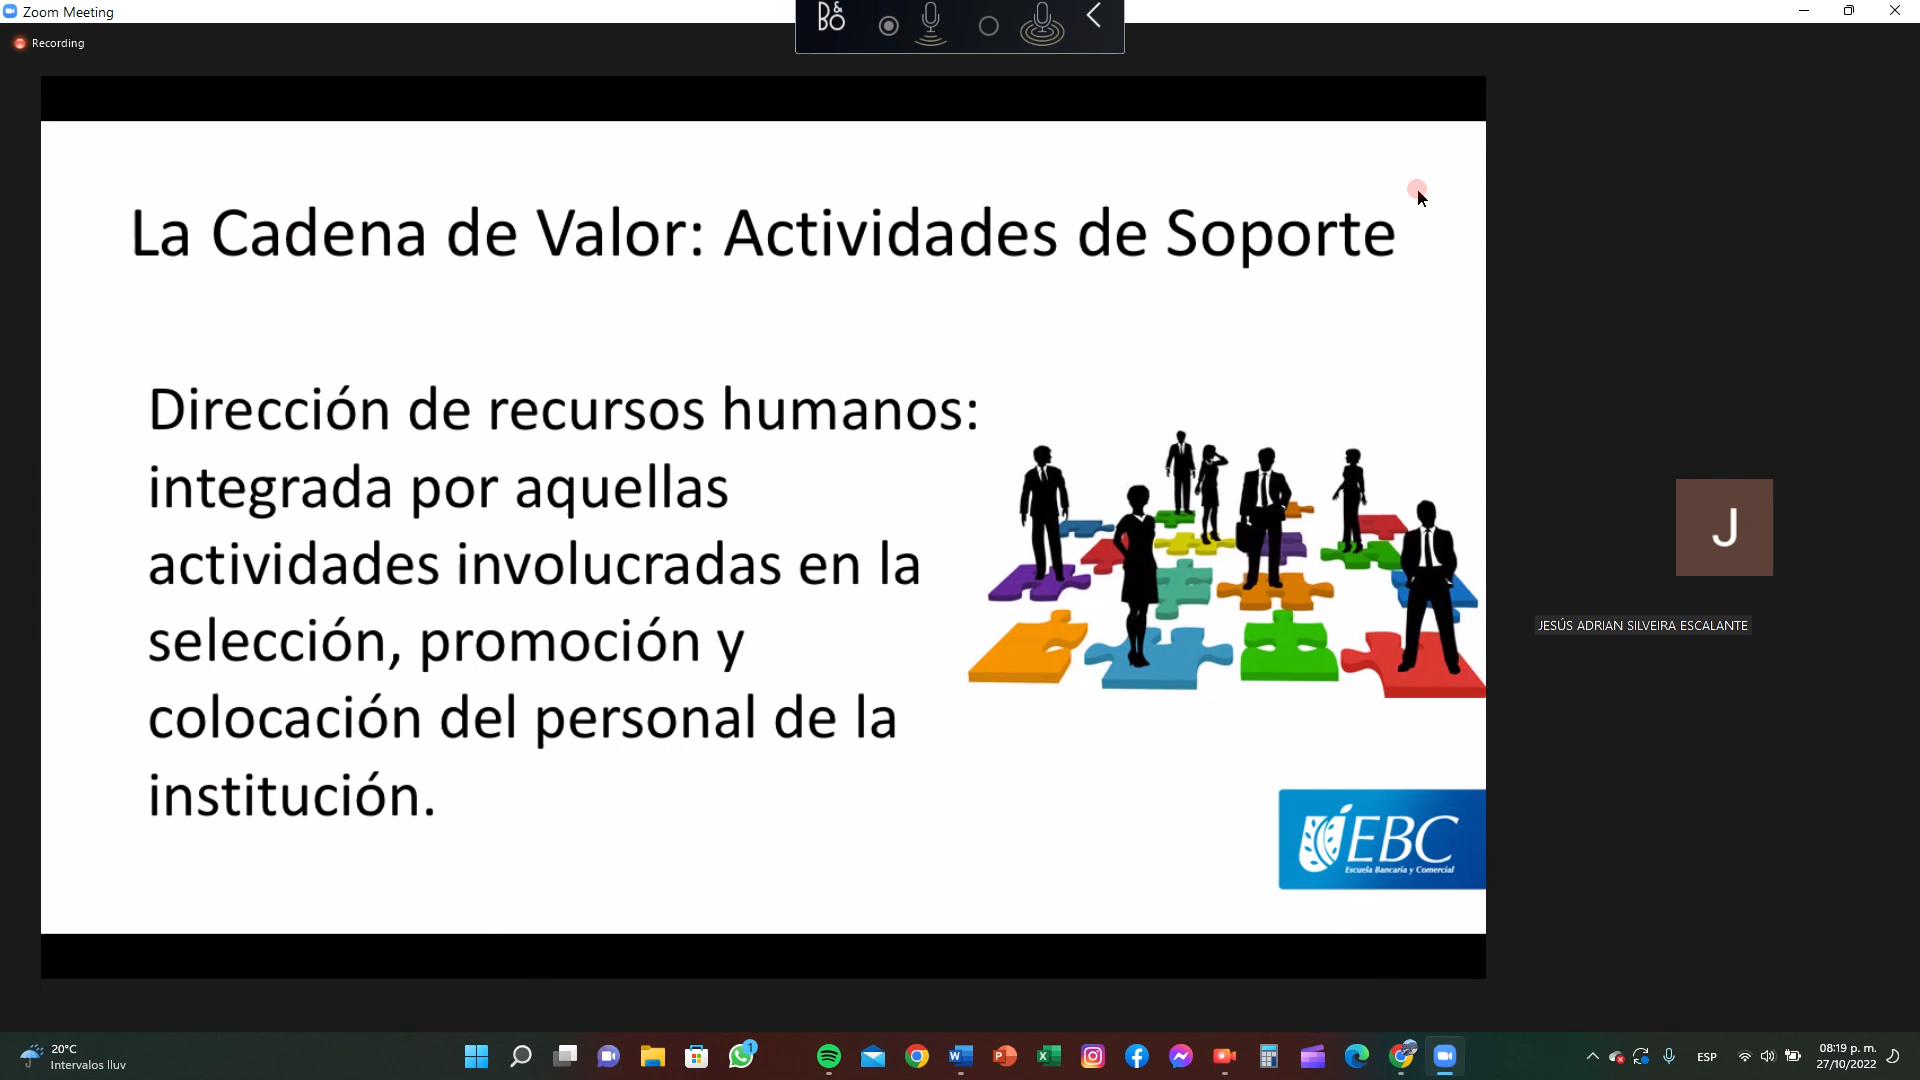 Zoom Meeting
B&O
Recording
La Cadena de Valor: Actividades de Soporte
Dirección de recursos humanos:
integrada por aquellas
actividades involucradas en la
selección, promoción y
colocación del personal de la
institución.
EBC
Escuela Bancaria y Comercial
J
JESÚS ADRIAN SILVEIRA ESCALANTE
20°C
Intervalos lluv
1
ESP
08:19 p. m.
27/10/2022